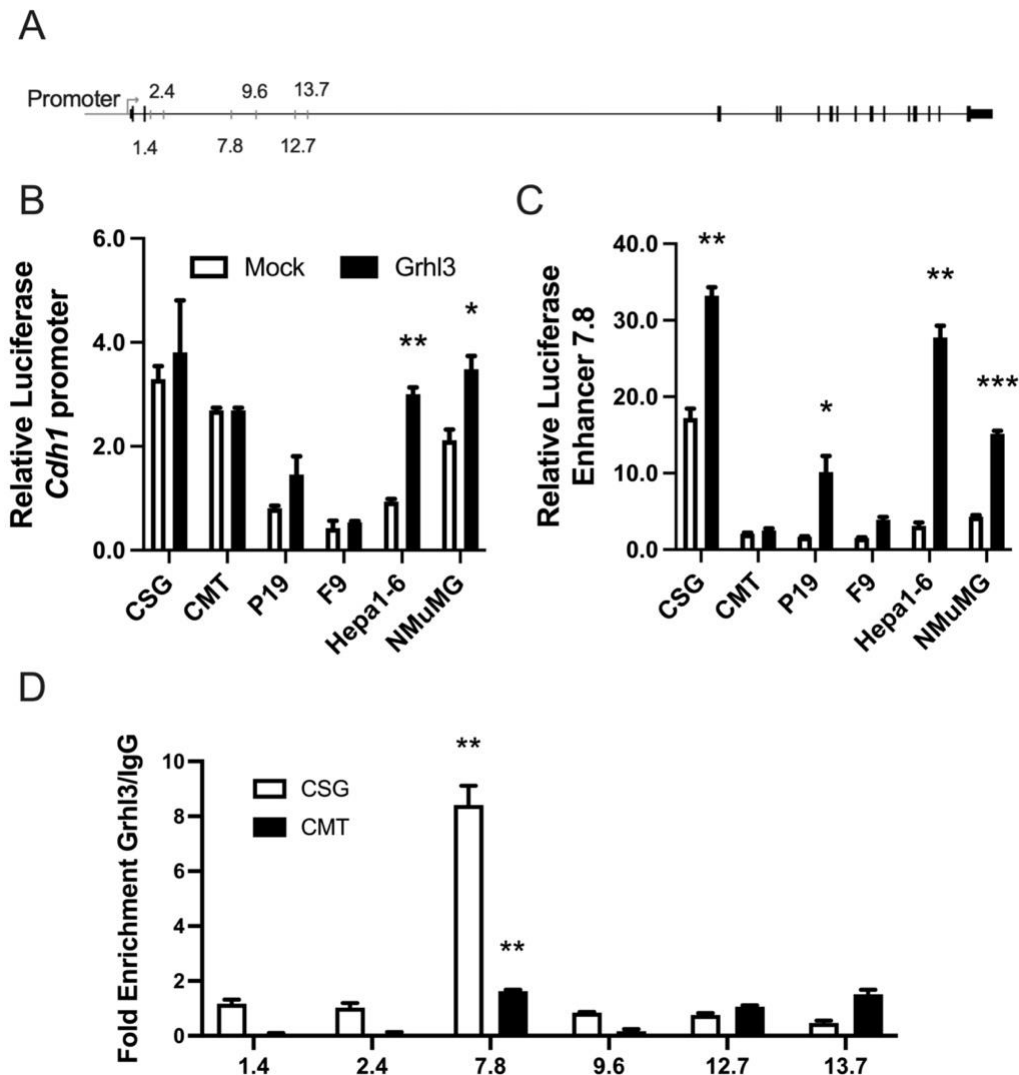 A
Promoter
2.4
9.6
13.7
1.4
7.8
12.7
B
Relative Luciferase
Cdh1 promoter
6.0
4.0
2.0
0.0
Mock
Grhl3
**
*
CSG
CMT
P19
F9
Hepa1-6
NMuMG
C
Relative Luciferase
Enhancer 7.8
40.0
30.0
20.0
10.0
0.0
**
*
**
***
CSG
CMT
P19
F9
Hepa1-6
NMuMG
D
Fold Enrichment Grhl3/IgG
10
8
6
4
2
0
CSG
CMT
**
**
1.4
2.4
7.8
9.6
12.7
13.7